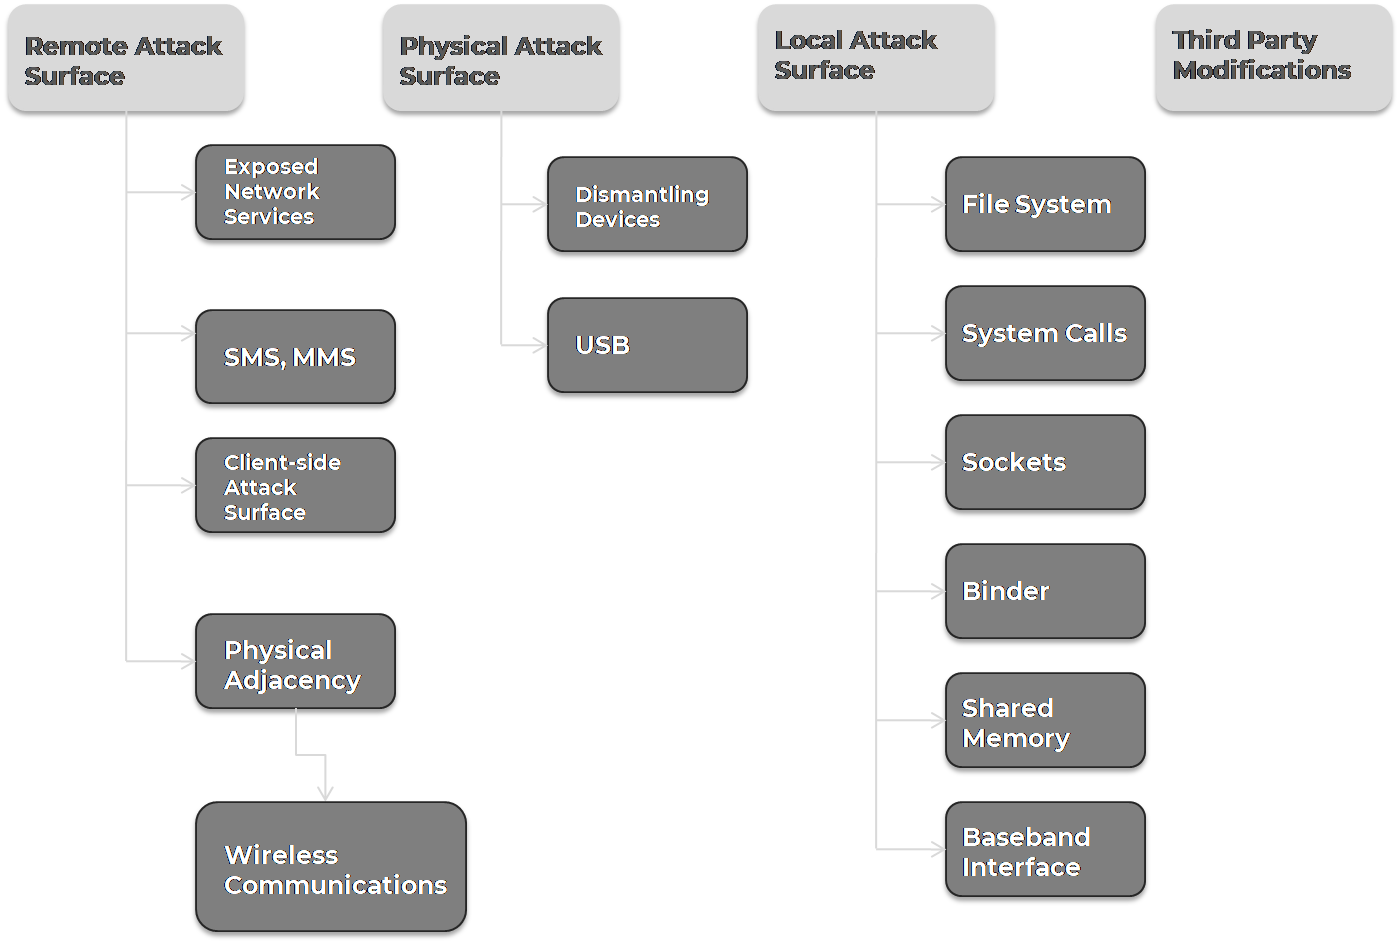 Remote Attack
Surface
Exposed
Network
Services
SMS, MMS
Client-side
Attack
Surface
Physical
Adjacency
Wireless
Communications
Physical Attack
Surface
Dismantling
Devices
USB
Local Attack
Surface
File System
System Calls
Sockets
Binder
Shared
Memory
Baseband
Interface
Third Party
Modifications